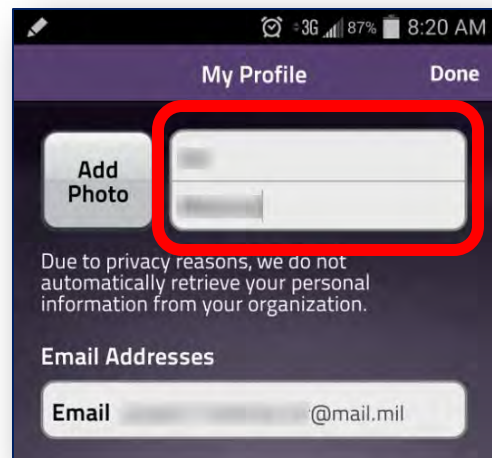 3G 87% 8:20 AM
My Profile Done
Add
Photo
Due to privacy reasons, we do not
automatically retrieve your personal
information from your organization.
Email Addresses
Email @mail.mil